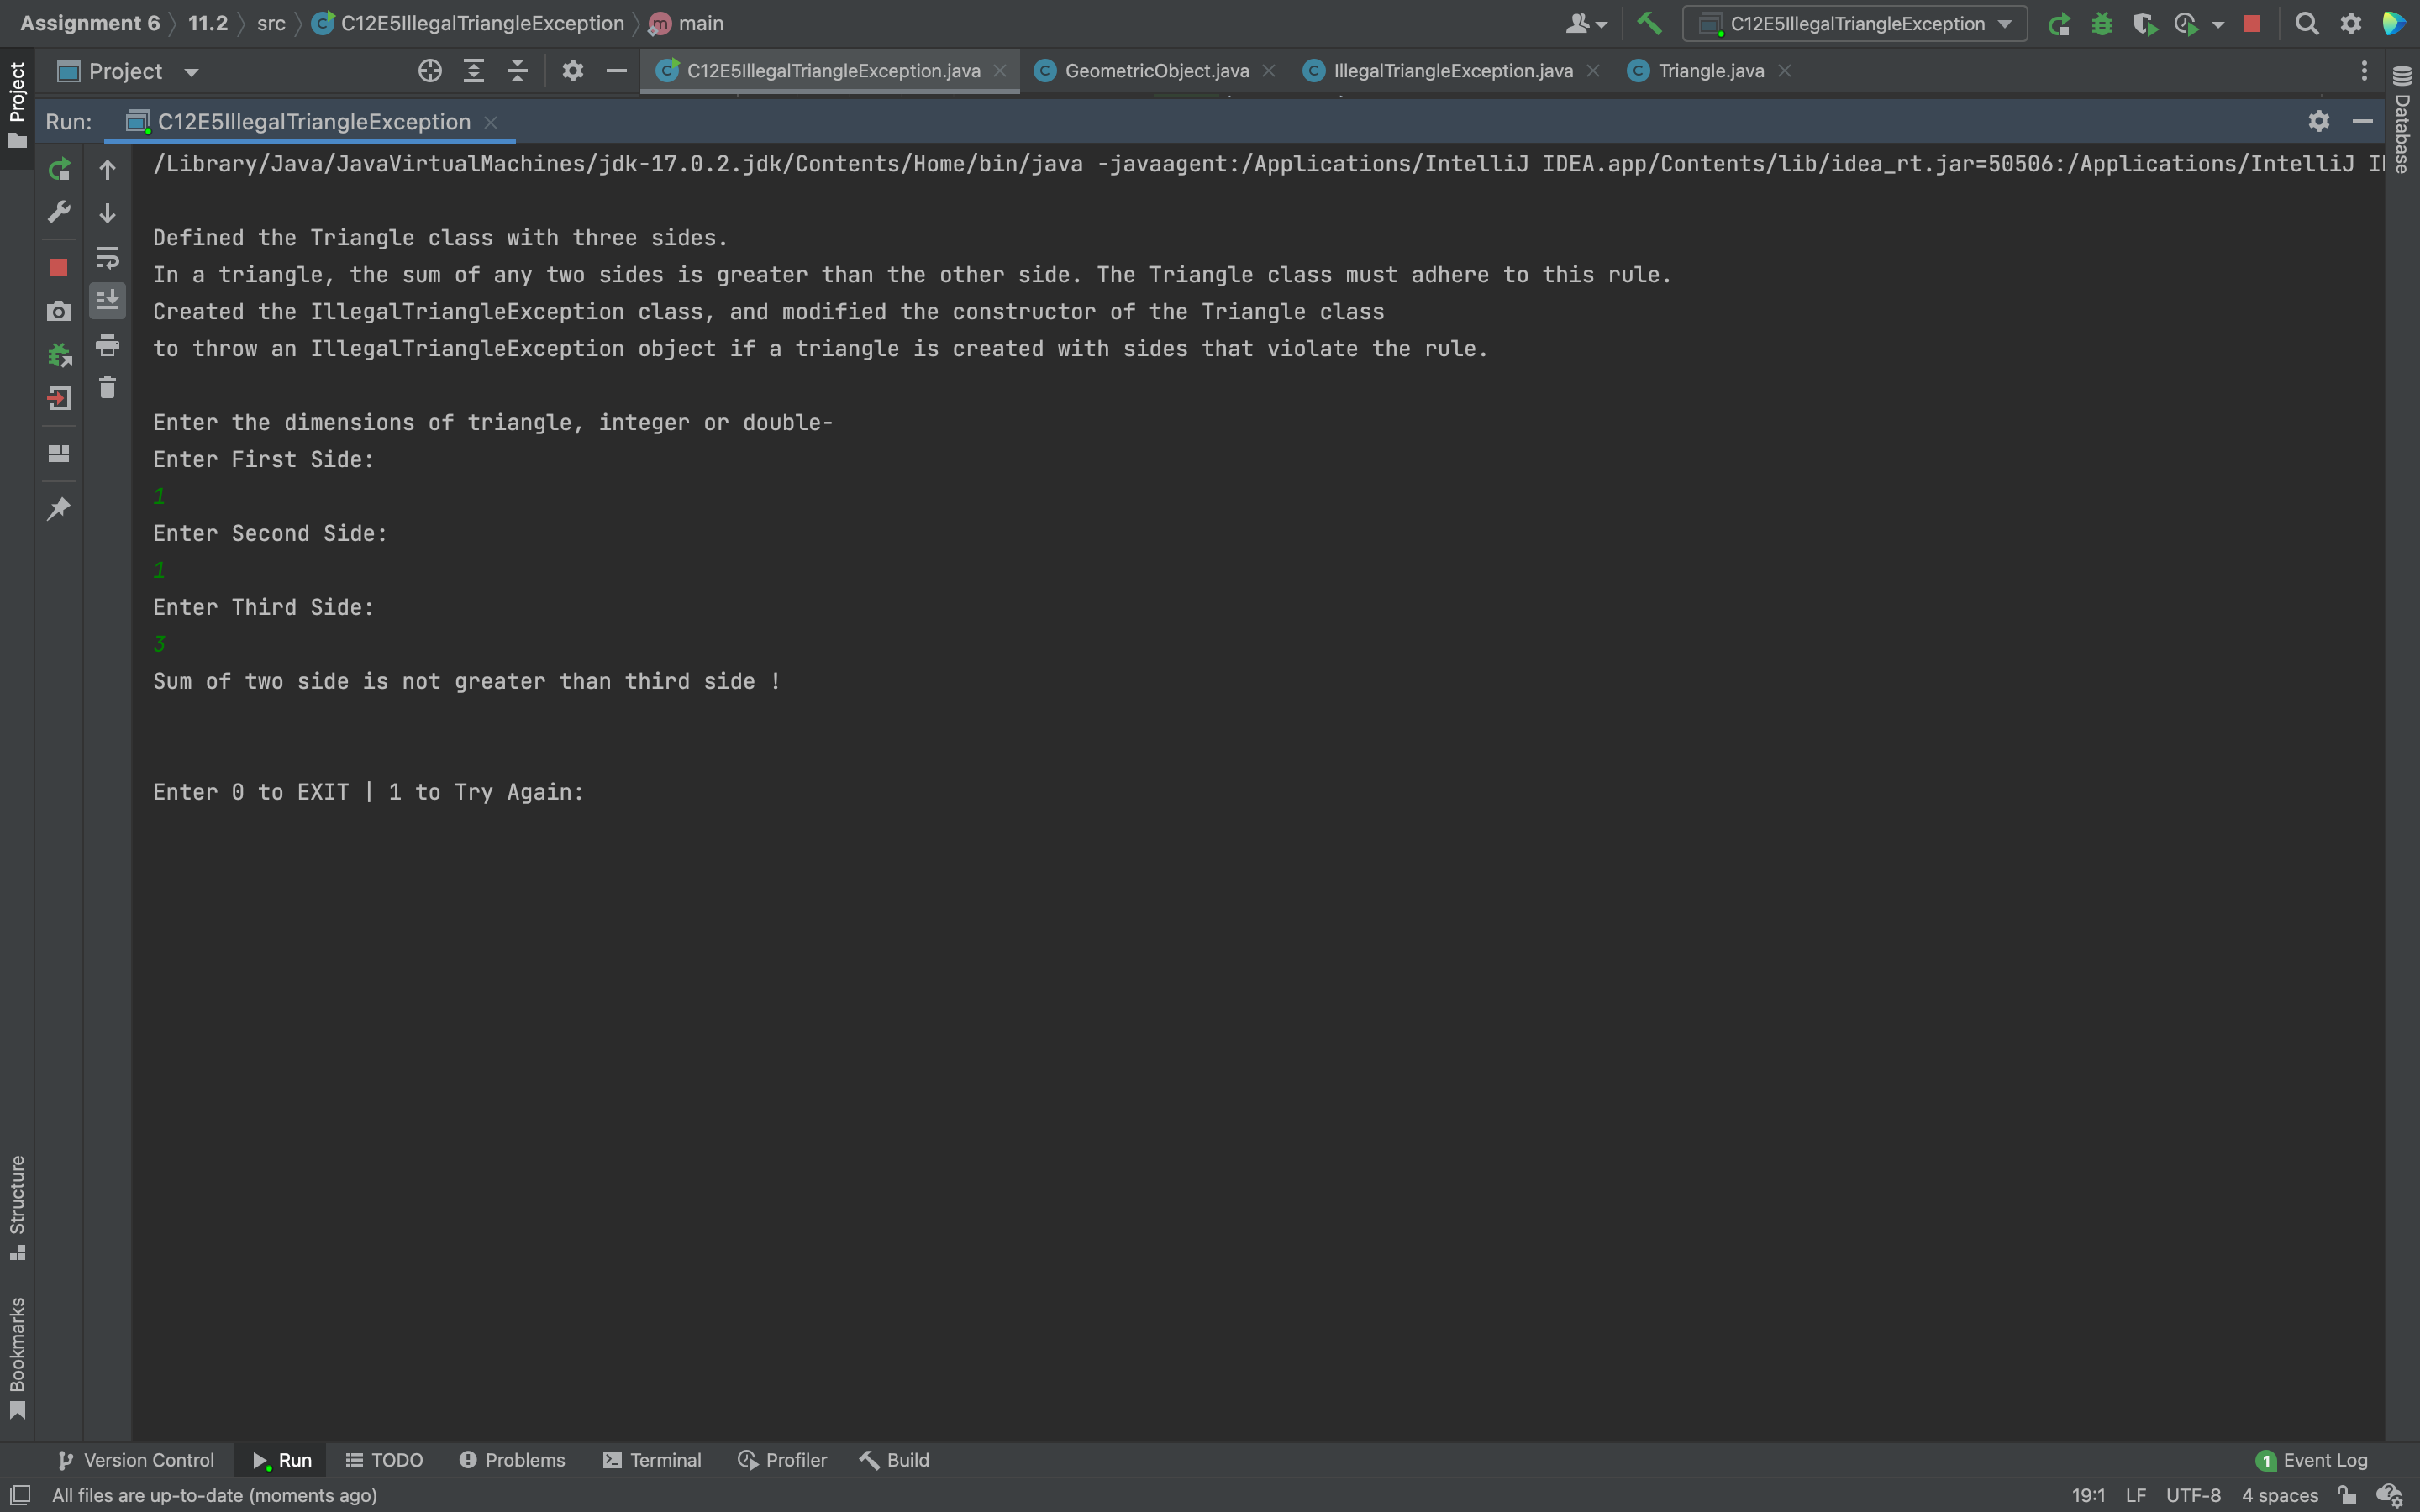 Assignment 6 11.2 src C12E5IllegalTriangleException main C12E5IllegalTriangleException
Project Project C12E5IllegalTriangleException.java GeometricObject.java IllegalTriangleException.java Triangle.java Database
Run: C12E5IllegalTriangleException
/Library/Java/JavaVirtualMachines/jdk-17.0.2.jdk/Contents/Home/bin/java -javaagent:/Applications/IntelliJ IDEA.app/Contents/lib/idea_rt.jar=50506:/Applications/IntelliJ
Defined the Triangle class with three sides.
In a triangle, the sum of any two sides is greater than the other side. The Triangle class must adhere to this rule.
Created the IllegalTriangleException class, and modified the constructor of the Triangle class
to throw an IllegalTriangleException object if a triangle is created with sides that violate the rule.
Enter the dimensions of triangle, integer or double-
Enter First Side:
1
Enter Second Side:
1
Enter Third Side:
3
Sum of two side is not greater than third side !
Enter 0 to EXIT | 1 to Try Again:
Structure
Bookmarks
Version Control Run TODO Problems Terminal Profiler Build 1 Event Log
All files are up-to-date (moments ago) 19:1 LF UTF-8 4 spaces